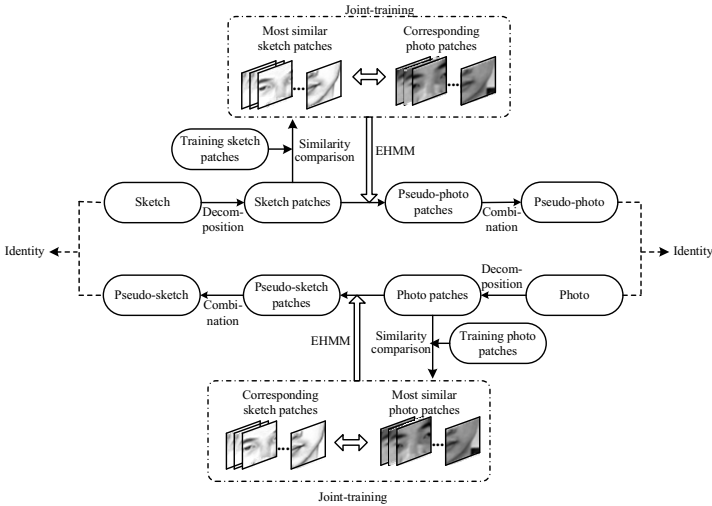 Joint-training
Most similar
sketch patches
Corresponding
photo patches
Training sketch
patches
Similarity
comparison
EHMM
Sketch
Decom-
position
Sketch patches
Pseudo-photo
patches
Combi-
nation
Pseudo-photo
Identity
Identity
Pseudo-sketch
Combi-
nation
Pseudo-sketch
patches
Photo patches
Decom-
position
Photo
EHMM
Similarity
comparison
Training photo
patches
Corresponding
sketch patches
Most similar
photo patches
Joint-training